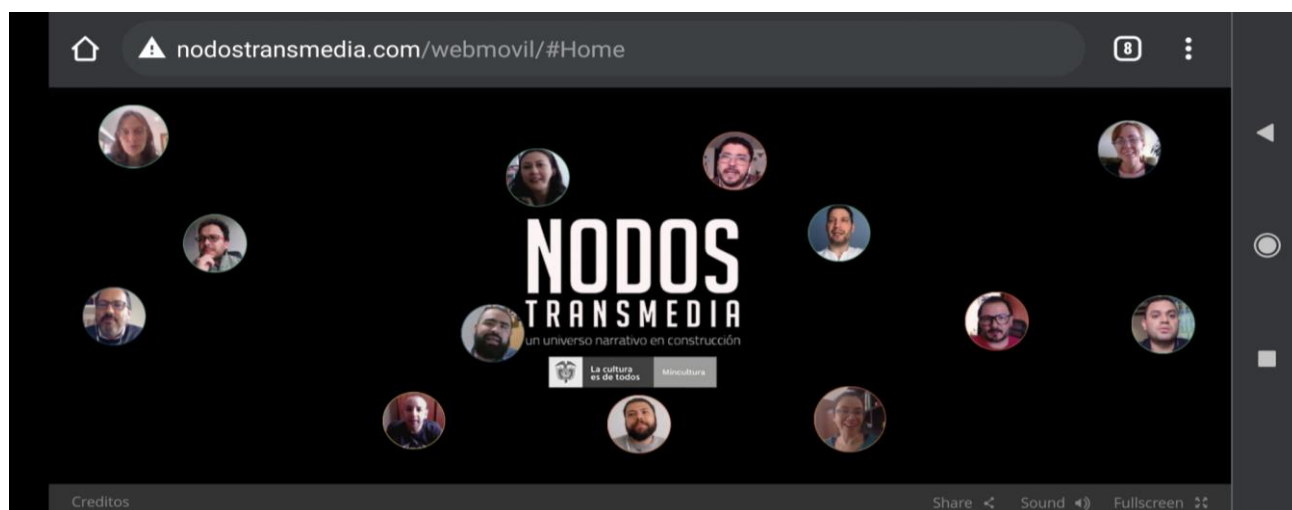 nodostransmedia.com/webmovil/#Home
8
NODOS
TRANSMEDIA
un universo narrativo en construcción
La cultura
es de todos
Mincultura
Creditos
Share
Sound
Fullscreen